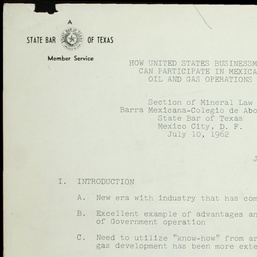 A
STATE BAR OF TEXAS
Member Service
HOW UNITED STATES BUSINESSM
CAN PARTICIPATE IN MEXICA
OIL AND GAS OPERATIONS
Section of Mineral Law
Barra Mexicana-Colegio de Abo
State Bar of Texas
Mexico City, D. F.
July 10, 1962
J
I. INTRODUCTION
A. New era with industry that has com
B. Excellent example of advantages an
of Government operation
C. Need to utilize "know-how" from ar
gas development has been more exte